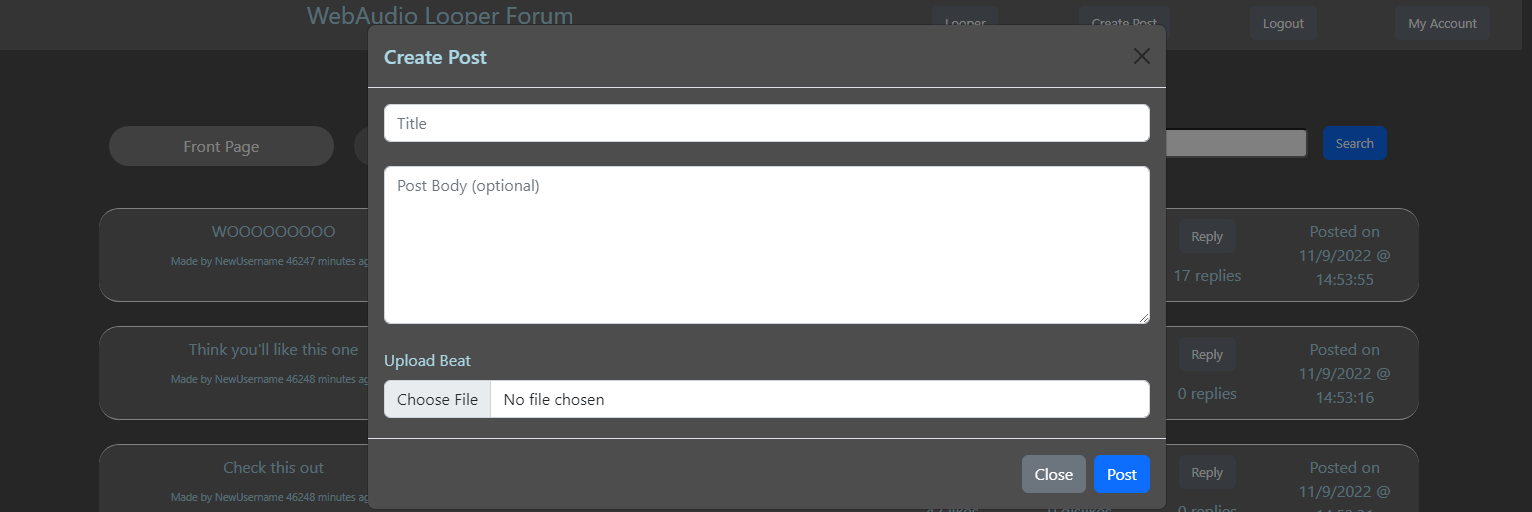 WebAudio Looper Forum
Looper
Create Post
Logout
My Account
Create Post
Title
Front Page
Search
Post Body (optional)
WOOOOOOOOO
Made by NewUsername 46247 minutes ag
Reply
17 replies
Posted on
11/9/2022 @
14:53:55
Think you'll like this one
Made by NewUsername 46248 minutes ag
Reply
0 replies
Posted on
11/9/2022 @
14:53:16
Upload Beat
Choose File No file chosen
Check this out
Made by NewUsername 46248 minutes ag
Reply
Posted on
11/9/2022 @
0 replies
Close
Post